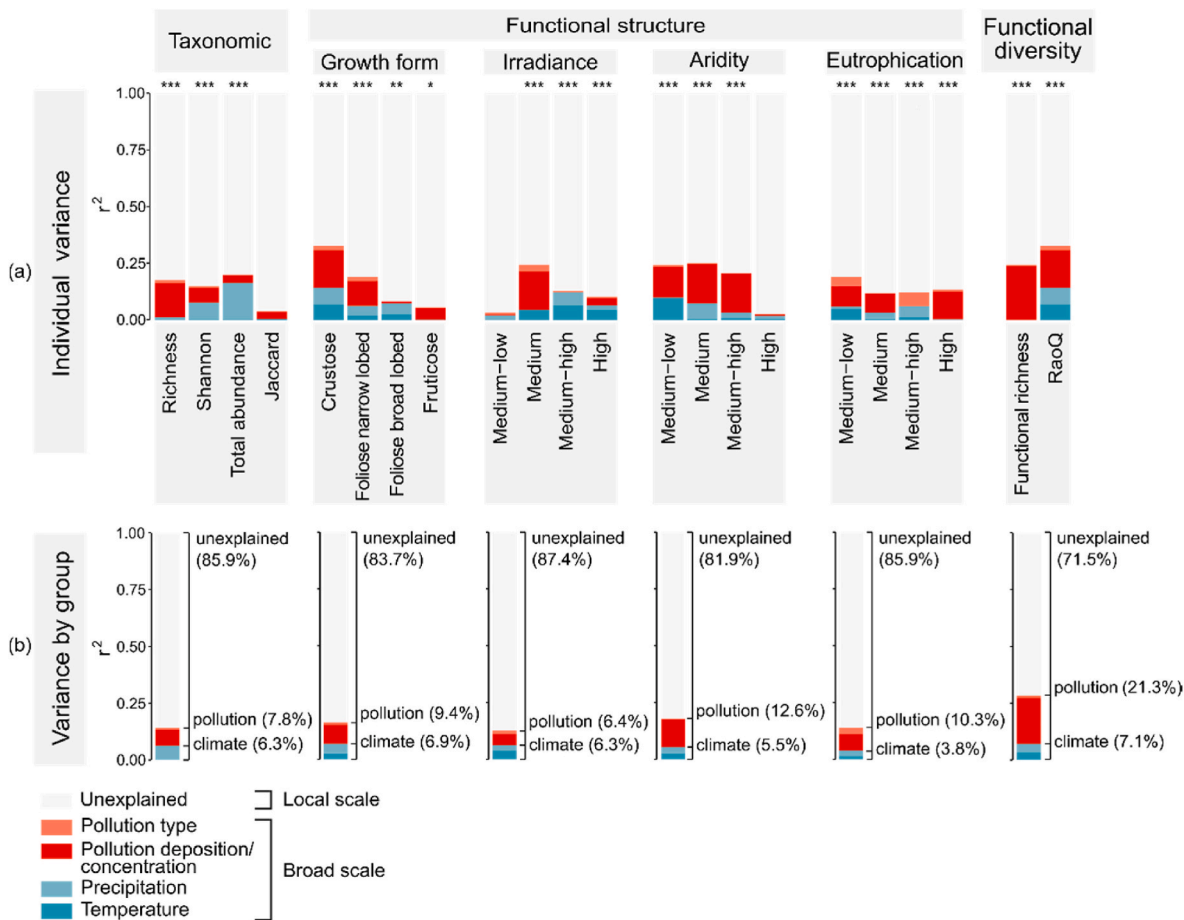 Taxonomic
Functional structure
Functional
diversity
Growth form
Irradiance
Aridity
Eutrophication
*** *** ***
*** *** ** *
*** *** ***
*** *** ***
*** *** *** ***
*** ***
(a)
Individual variance
r²
1.00
0.75
0.50
0.25
0.00
Richness
Shannon
Total abundance
Jaccard
Crustose
Foliose narrow lobed
Foliose broad lobed
Fruticose
Medium-low
Medium
Medium-high
High
Medium-low
Medium
Medium-high
High
Medium-low
Medium
Medium-high
High
Functional richness
RaoQ
(b)
Variance by group
r²
1.00
0.75
0.50
0.25
0.00
unexplained
(85.9%)
pollution (7.8%)
climate (6.3%)
unexplained
(83.7%)
pollution (9.4%)
climate (6.9%)
unexplained
(87.4%)
pollution (6.4%)
climate (6.3%)
unexplained
(81.9%)
pollution (12.6%)
climate (5.5%)
unexplained
(85.9%)
pollution (10.3%)
climate (3.8%)
unexplained
(71.5%)
pollution (21.3%)
climate (7.1%)
Unexplained
Local scale
Pollution type
Pollution deposition/
concentration
Precipitation
Temperature
Broad scale